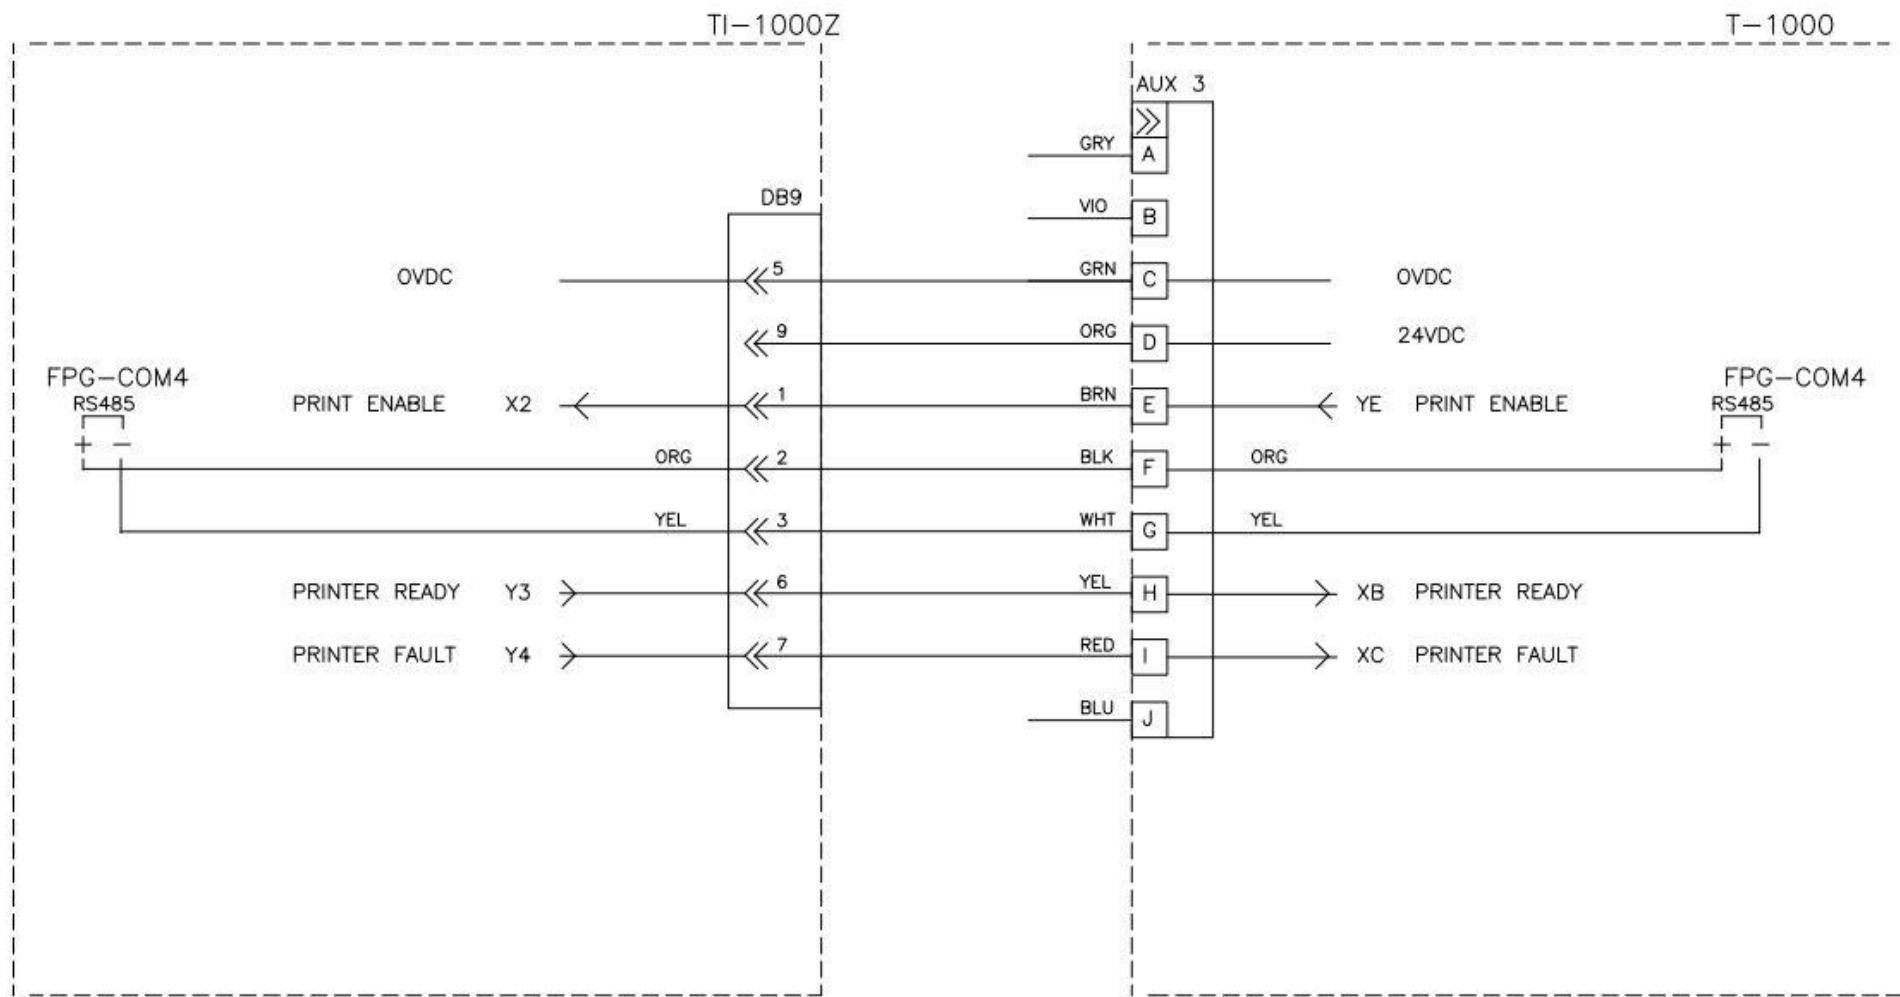 TI-1000Z
T-1000
AUX 3
GRY A
VIO B
DB9
0VDC 5 GRN C 0VDC
9 ORG D 24VDC
FPG-COM4 FPG-COM4
RS485 PRINT ENABLE X2 1 BRN E YE PRINT ENABLE RS485
+ - + -
ORG 2 BLK F ORG
YEL 3 WHT G YEL
PRINTER READY Y3 6 YEL H XB PRINTER READY
PRINTER FAULT Y4 7 RED I XC PRINTER FAULT
BLU J